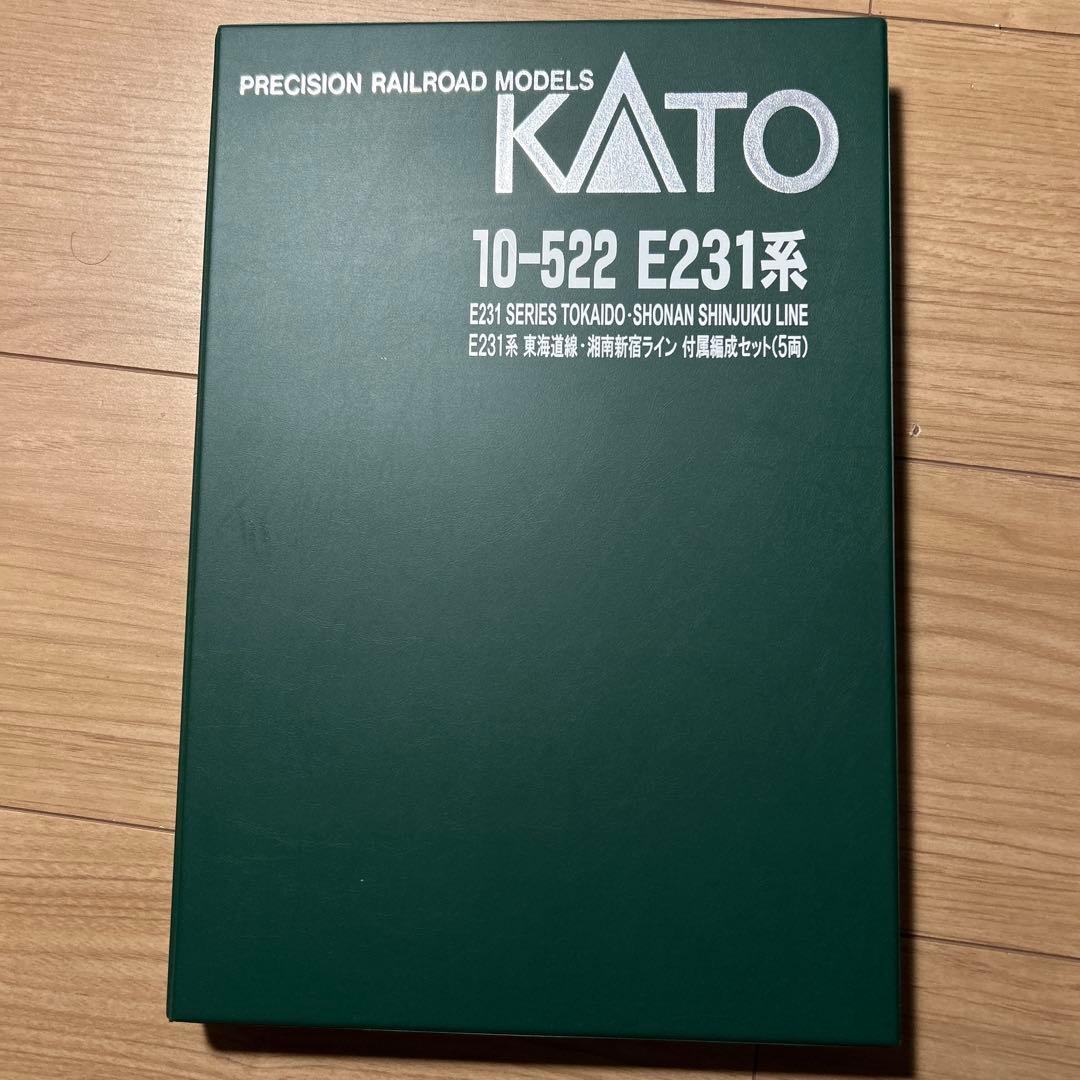 PRECISION RAILROAD MODELS
KATO
10-522 E231系
E231 SERIES TOKAIDO·SHONAN SHINJUKU LINE
E231系 東海道線・湘南新宿ライン 付属編成セット(5両)